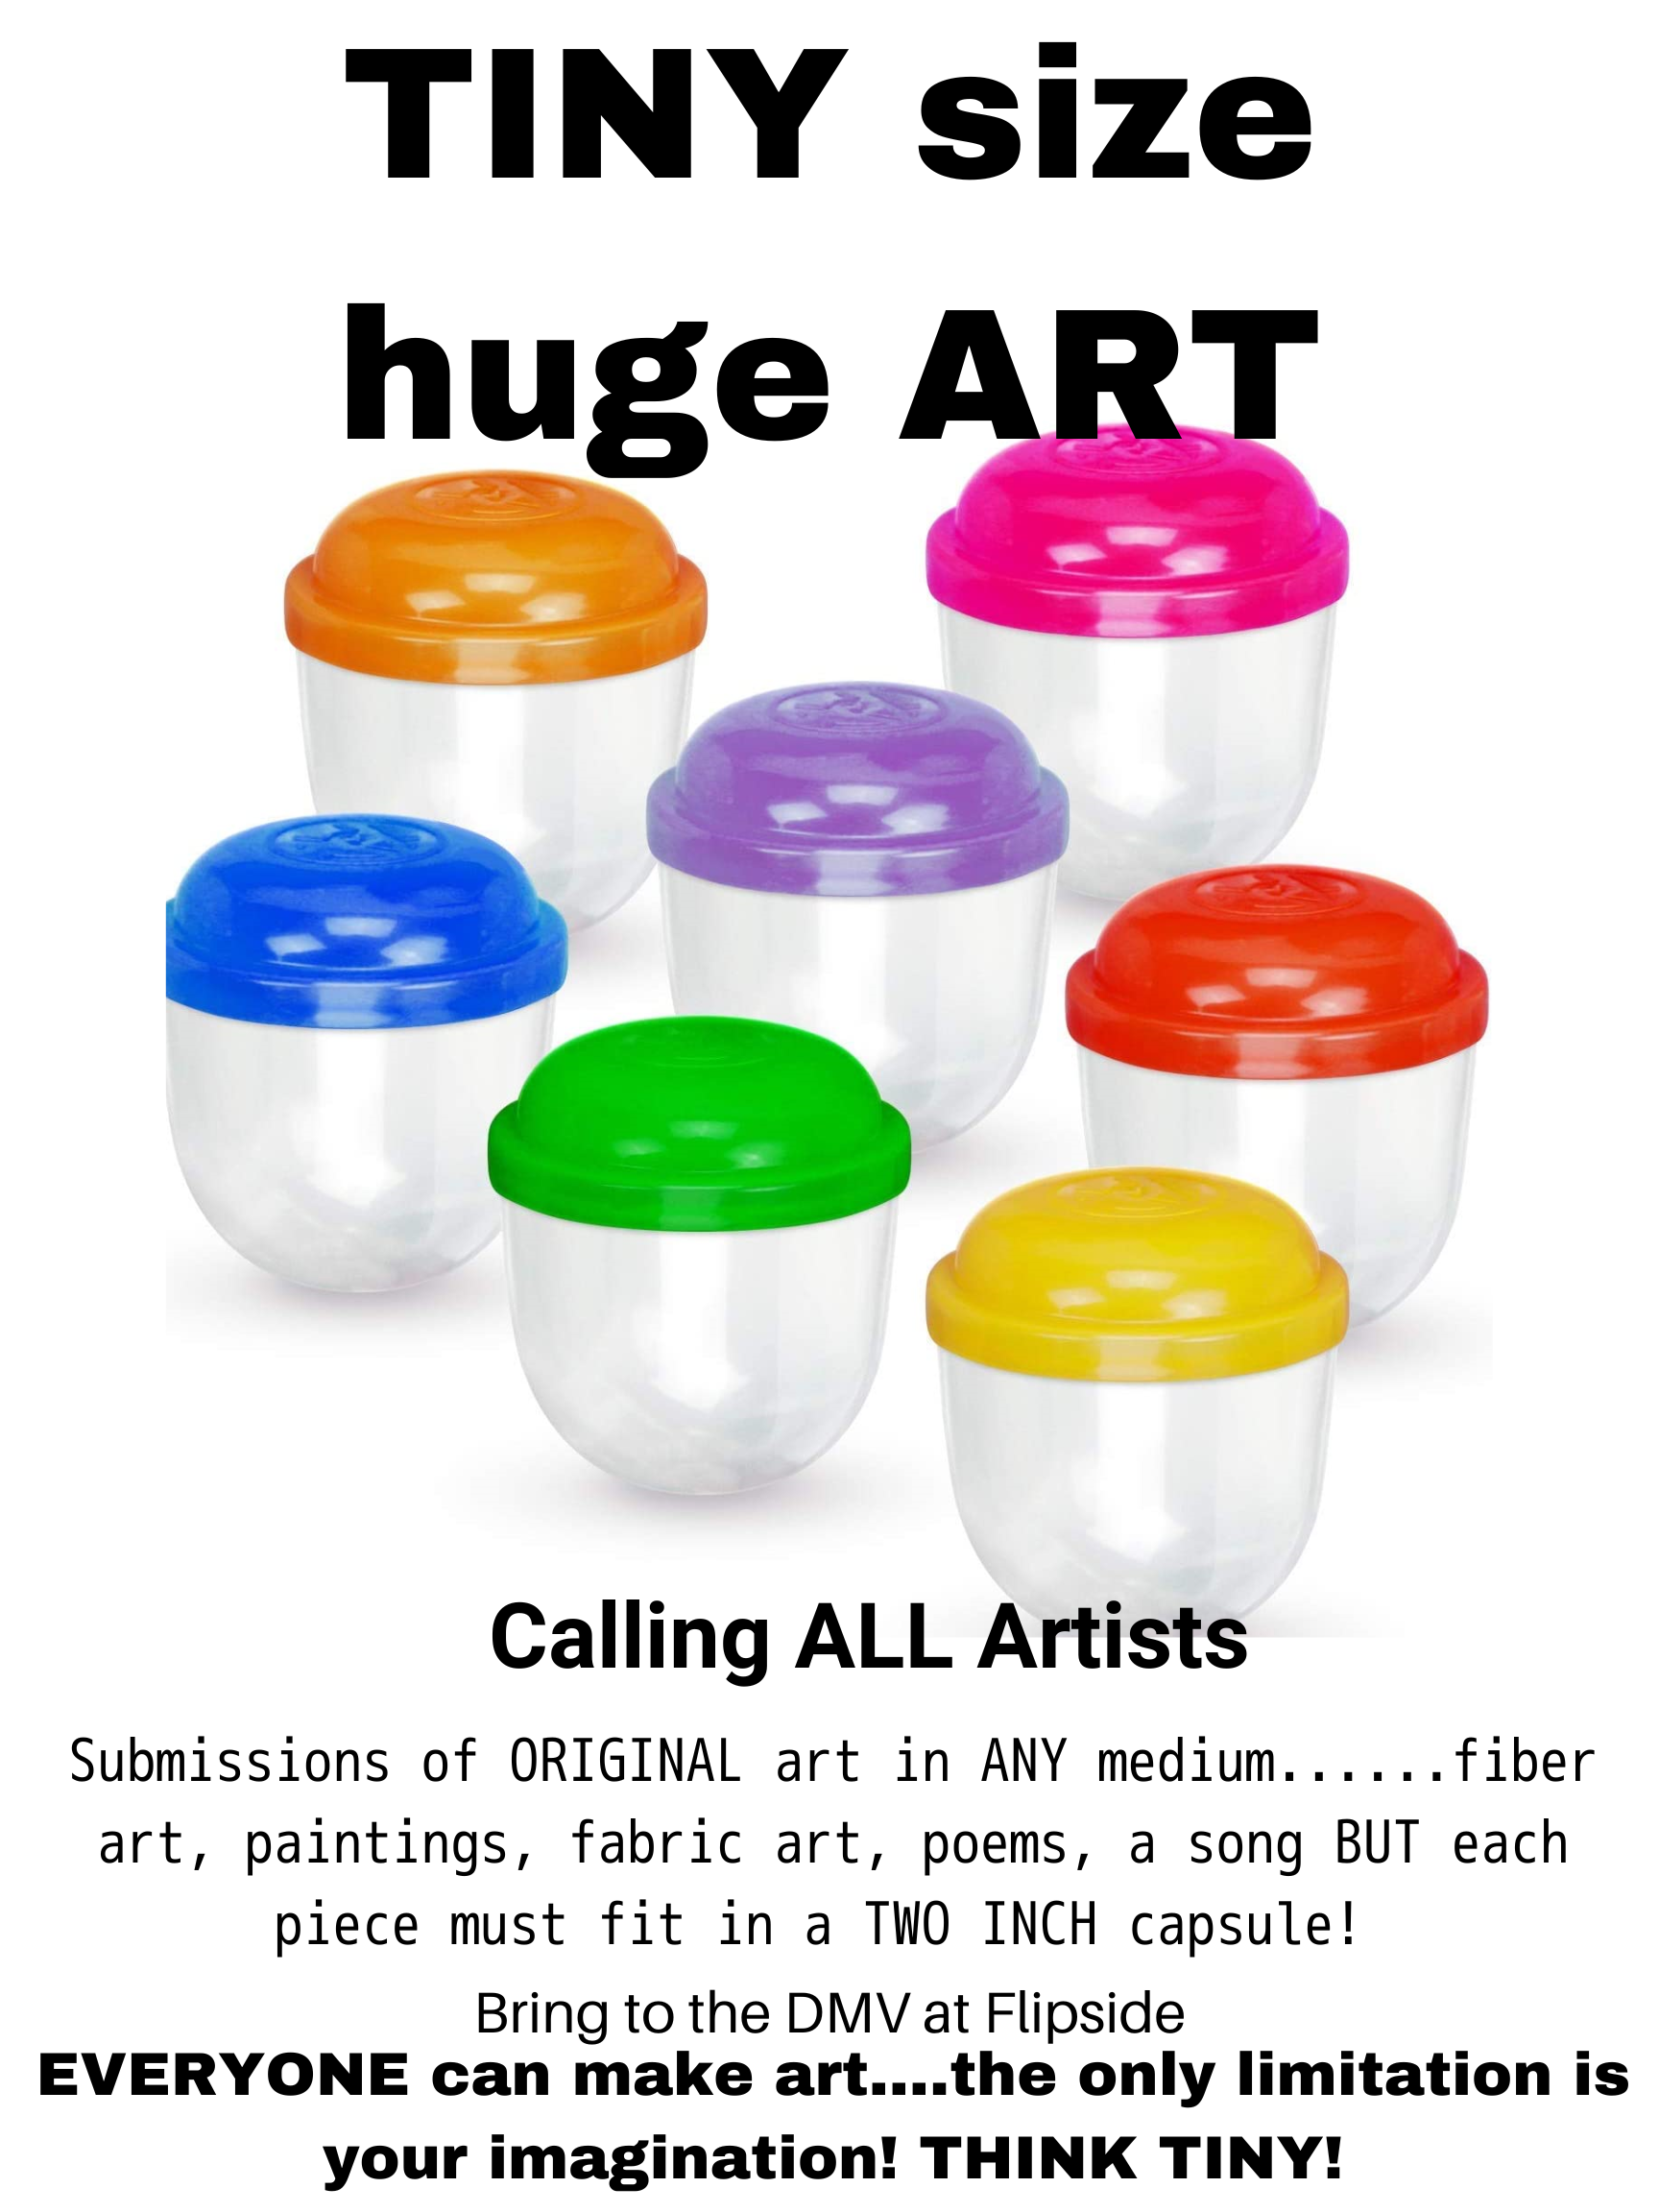 TINY size
huge ART
Calling ALL Artists
Submissions of ORIGINAL art in ANY medium......fiber
art, paintings, fabric art, poems, a song BUT each
piece must fit in a TWO INCH capsule!
Bring to the DMV at Flipside
EVERYONE can make art....the only limitation is
your imagination! THINK TINY!